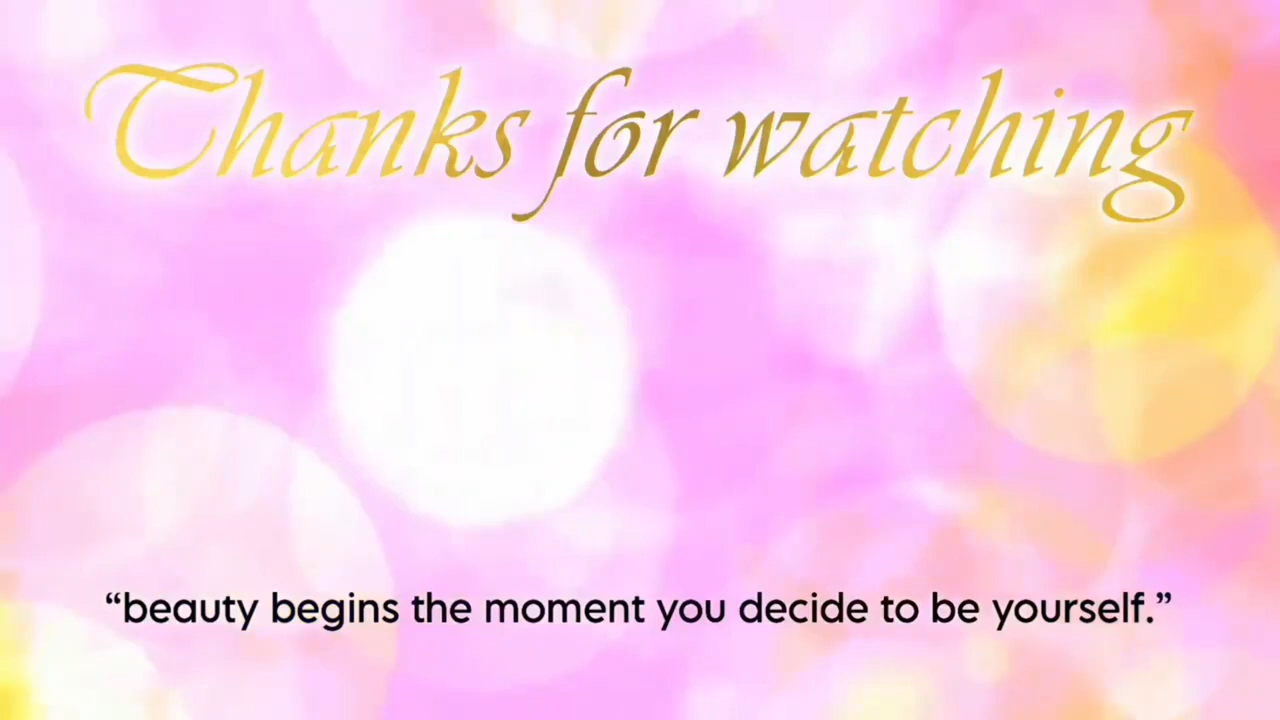 Thanks for watching
“beauty begins the moment you decide to be yourself.”